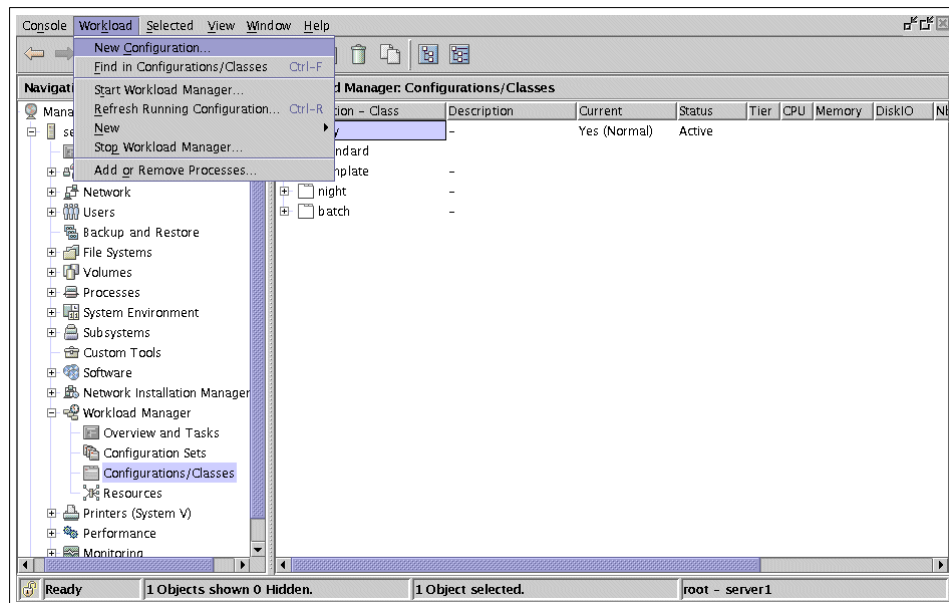 Console Workload Selected View Window Help
New Configuration...
Find in Configurations/Classes Ctrl-F
Start Workload Manager...
Refresh Running Configuration... Ctrl-R
New
Stop Workload Manager...
Add or Remove Processes...
Navigati
d Manager: Configurations/Classes
Mana
tion - Class Description Current Status Tier CPU Memory DiskIO Nb
se
y - Yes (Normal) Active
ndard
mplate -
Network
night -
Users
batch -
Backup and Restore
File Systems
Volumes
Processes
System Environment
Subsystems
Custom Tools
Software
Network Installation Manager
Workload Manager
Overview and Tasks
Configuration Sets
Configurations/Classes
Resources
Printers (System V)
Performance
Monitoring
Ready 1 Objects shown 0 Hidden. 1 Object selected. root - server1